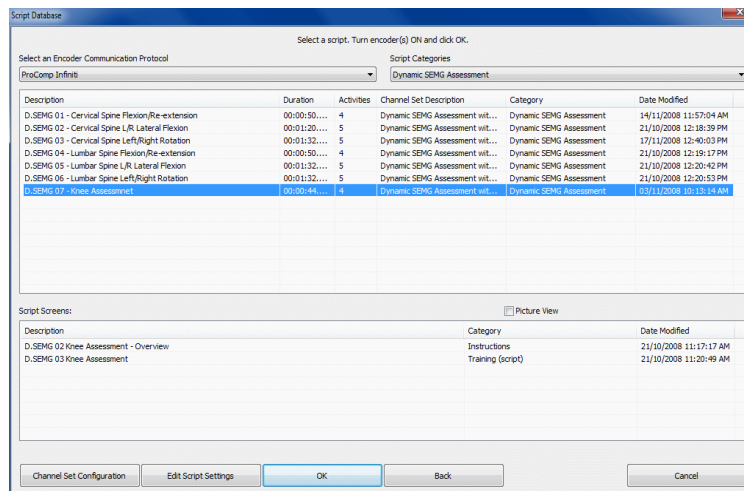 Script Database
Select a script. Turn encoder(s) ON and click OK.
Select an Encoder Communication Protocol Script Categories
ProComp Infiniti Dynamic SEMG Assessment
Description Duration Activities Channel Set Description Category Date Modified
D.SEMG 01 - Cervical Spine Flexion/Re-extension 00:00:50.... 4 Dynamic SEMG Assessment wit... Dynamic SEMG Assessment 14/11/2008 11:57:04 AM
D.SEMG 02 - Cervical Spine L/R Lateral Flexion 00:01:20.... 5 Dynamic SEMG Assessment wit... Dynamic SEMG Assessment 21/10/2008 12:18:39 PM
D.SEMG 03 - Cervical Spine Left/Right Rotation 00:01:32.... 5 Dynamic SEMG Assessment wit... Dynamic SEMG Assessment 17/11/2008 12:40:03 PM
D.SEMG 04 - Lumbar Spine Flexion/Re-extension 00:00:50.... 4 Dynamic SEMG Assessment wit... Dynamic SEMG Assessment 21/10/2008 12:19:17 PM
D.SEMG 05 - Lumbar Spine L/R Lateral Flexion 00:01:32.... 5 Dynamic SEMG Assessment wit... Dynamic SEMG Assessment 21/10/2008 12:20:42 PM
D.SEMG 06 - Lumbar Spine Left/Right Rotation 00:01:32.... 5 Dynamic SEMG Assessment wit... Dynamic SEMG Assessment 21/10/2008 12:20:53 PM
D.SEMG 07 - Knee Assessmnet 00:00:44.... 4 Dynamic SEMG Assessment wit... Dynamic SEMG Assessment 03/11/2008 10:13:14 AM
Script Screens: Picture View
Description Category Date Modified
D.SEMG 02 Knee Assessment - Overview Instructions 21/10/2008 11:17:17 AM
D.SEMG 03 Knee Assessment Training (script) 21/10/2008 11:20:49 AM
Channel Set Configuration Edit Script Settings OK Back Cancel